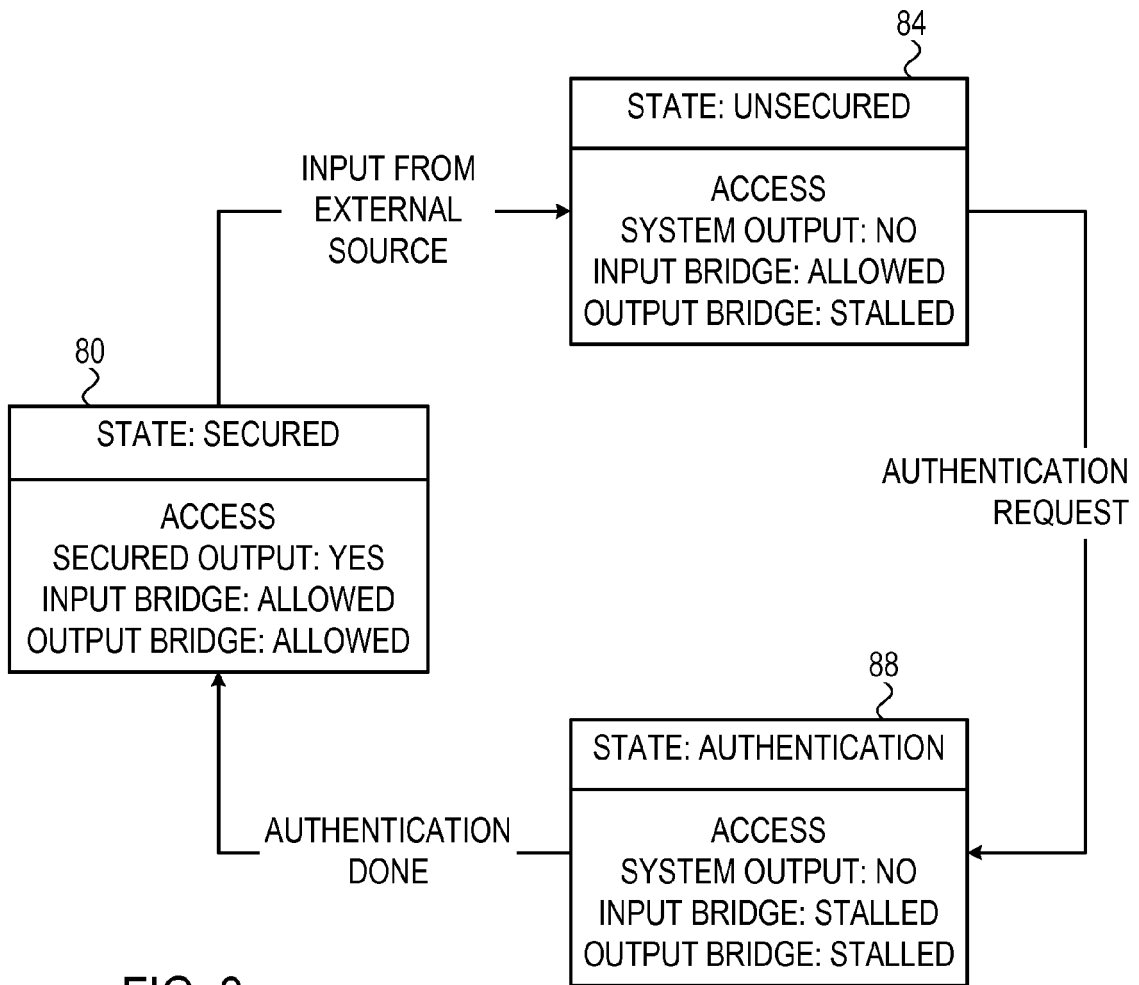 84
STATE: UNSECURED
ACCESS
SYSTEM OUTPUT: NO
INPUT BRIDGE: ALLOWED
OUTPUT BRIDGE: STALLED
INPUT FROM
EXTERNAL
SOURCE
80
STATE: SECURED
ACCESS
SECURED OUTPUT: YES
INPUT BRIDGE: ALLOWED
OUTPUT BRIDGE: ALLOWED
AUTHENTICATION
REQUEST
88
STATE: AUTHENTICATION
ACCESS
SYSTEM OUTPUT: NO
INPUT BRIDGE: STALLED
OUTPUT BRIDGE: STALLED
AUTHENTICATION
DONE